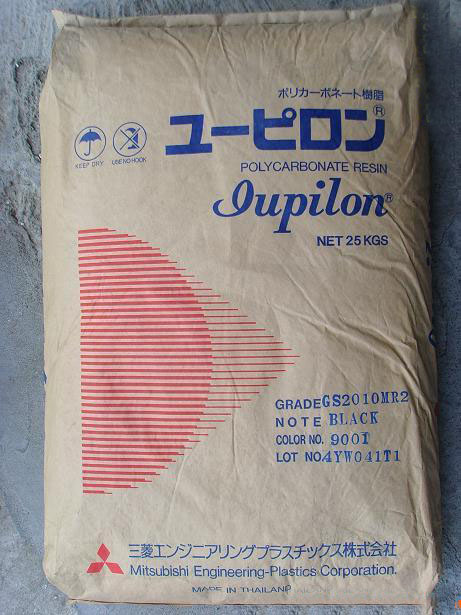 ポリカーボネート樹脂
ユーピロン®
KEEP DRY
USE NO HOOK
POLYCARBONATE RESIN
Iupilon®
NET 25 KGS
GRADE GS2010MR2
NOTE BLACK
COLOR NO. 9001
LOT NO. 4YW041T1
三菱エンジニアリングプラスチックス株式会社
Mitsubishi Engineering-Plastics Corporation.
MADE IN THAILAND